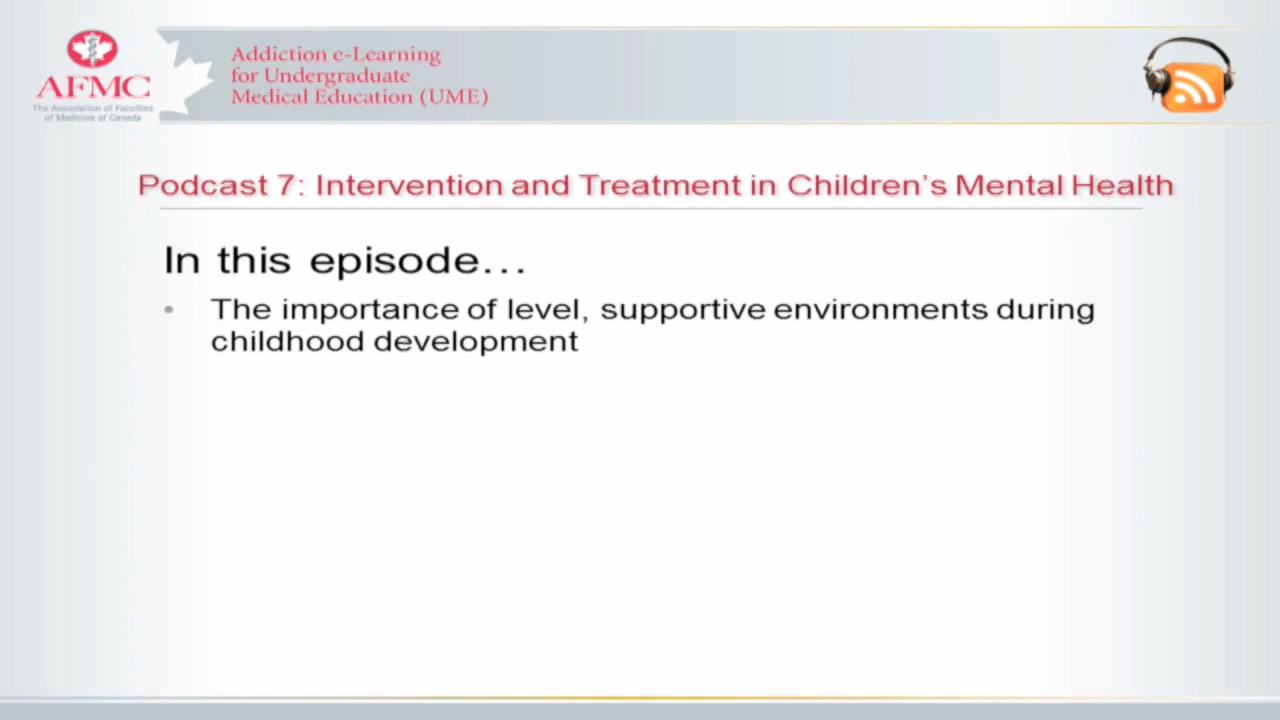 AFMC
The Association of Faculties
of Medicine of Canada
Addiction e-Learning
for Undergraduate
Medical Education (UME)
Podcast 7: Intervention and Treatment in Children's Mental Health
In this episode...
• The importance of level, supportive environments during
childhood development